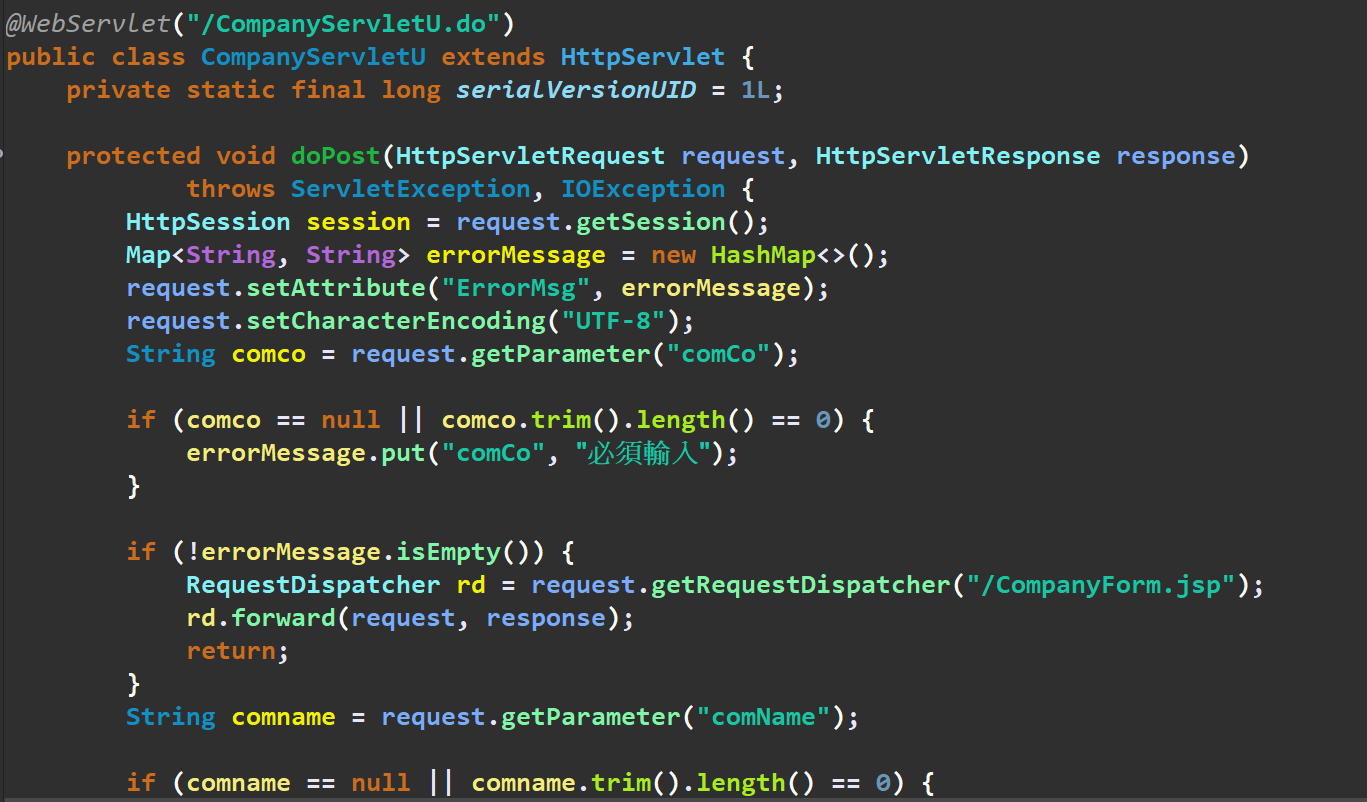 @WebServlet("/CompanyServletU.do")
public class CompanyServletU extends HttpServlet {
    private static final long serialVersionUID = 1L;

    protected void doPost(HttpServletRequest request, HttpServletResponse response)
            throws ServletException, IOException {
        HttpSession session = request.getSession();
        Map<String, String> errorMessage = new HashMap<>();
        request.setAttribute("ErrorMsg", errorMessage);
        request.setCharacterEncoding("UTF-8");
        String comco = request.getParameter("comCo");

        if (comco == null || comco.trim().length() == 0) {
            errorMessage.put("comCo", "必須輸入");
        }

        if (!errorMessage.isEmpty()) {
            RequestDispatcher rd = request.getRequestDispatcher("/CompanyForm.jsp");
            rd.forward(request, response);
            return;
        }
        String comname = request.getParameter("comName");

        if (comname == null || comname.trim().length() == 0) {